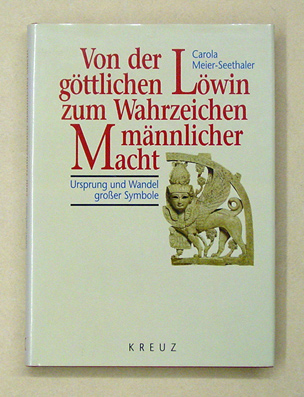 Von der
Carola
Meier-Seethaler
göttlichen Löwin
zum Wahrzeichen
männlicher
Macht
Ursprung und Wandel
großer Symbole
KREUZ